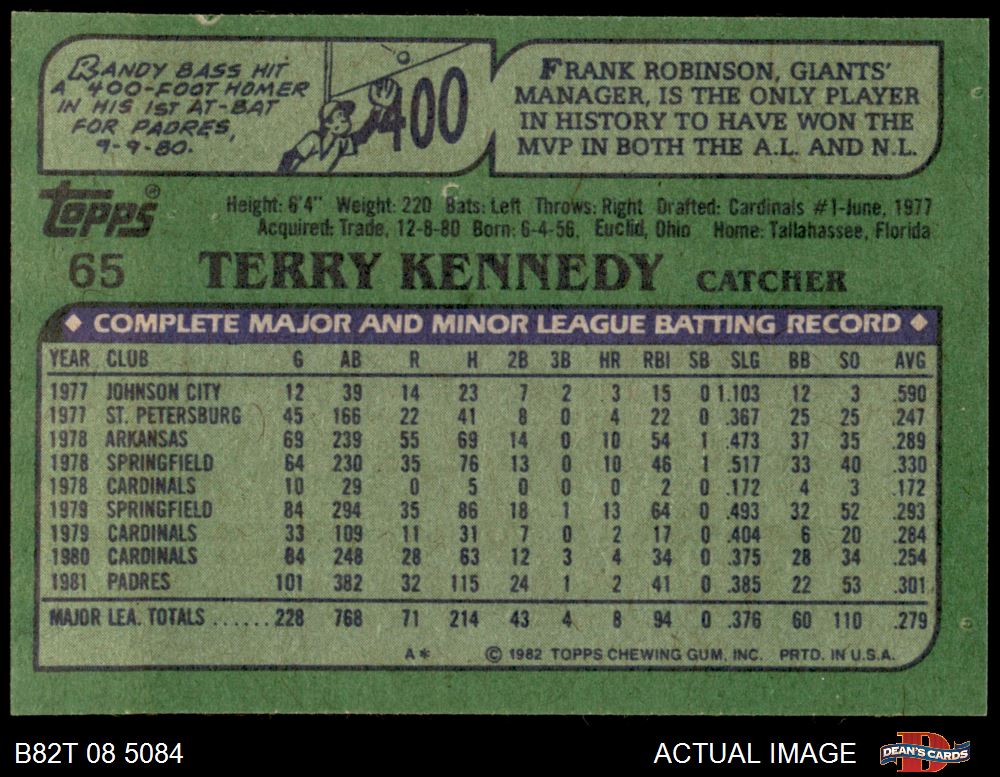 RANDY BASS HIT
A 400-FOOT HOMER
IN HIS 1ST AT-BAT
FOR PADRES,
9-9-80.
400
FRANK ROBINSON, GIANTS'
MANAGER, IS THE ONLY PLAYER
IN HISTORY TO HAVE WON THE
MVP IN BOTH THE A.L. AND N.L.
topps®
Height: 6'4" Weight: 220 Bats: Left Throws: Right Drafted: Cardinals #1-June, 1977
Acquired: Trade, 12-8-80 Born: 6-4-56, Euclid, Ohio Home: Tallahassee, Florida
65 TERRY KENNEDY CATCHER
◆ COMPLETE MAJOR AND MINOR LEAGUE BATTING RECORD ◆
YEAR CLUB G AB R H 2B 3B HR RBI SB SLG BB SO AVG
1977 JOHNSON CITY 12 39 14 23 7 2 3 15 0 1.103 12 3 .590
1977 ST. PETERSBURG 45 166 22 41 8 0 4 22 0 .367 25 25 .247
1978 ARKANSAS 69 239 55 69 14 0 10 54 1 .473 37 35 .289
1978 SPRINGFIELD 64 230 35 76 13 0 10 46 1 .517 33 40 .330
1978 CARDINALS 10 29 0 5 0 0 0 2 0 .172 4 3 .172
1979 SPRINGFIELD 84 294 35 86 18 1 13 64 0 .493 32 52 .293
1979 CARDINALS 33 109 11 31 7 0 2 17 0 .404 6 20 .284
1980 CARDINALS 84 248 28 63 12 3 4 34 0 .375 28 34 .254
1981 PADRES 101 382 32 115 24 1 2 41 0 .385 22 53 .301
MAJOR LEA. TOTALS ...... 228 768 71 214 43 4 8 94 0 .376 60 110 .279
A* © 1982 TOPPS CHEWING GUM, INC. PRTD. IN U.S.A.
B82T 08 5084 ACTUAL IMAGE DEAN'S CARDS